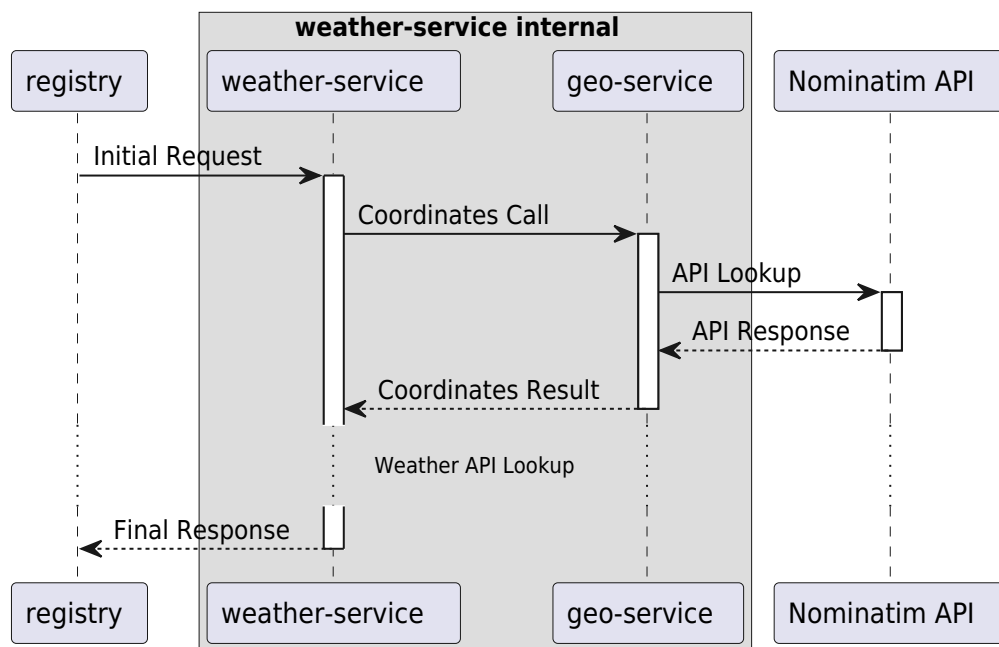 weather-service internal
registry
weather-service
geo-service
Nominatim API
Initial Request
Coordinates Call
API Lookup
API Response
Coordinates Result
Weather API Lookup
Final Response
registry
weather-service
geo-service
Nominatim API